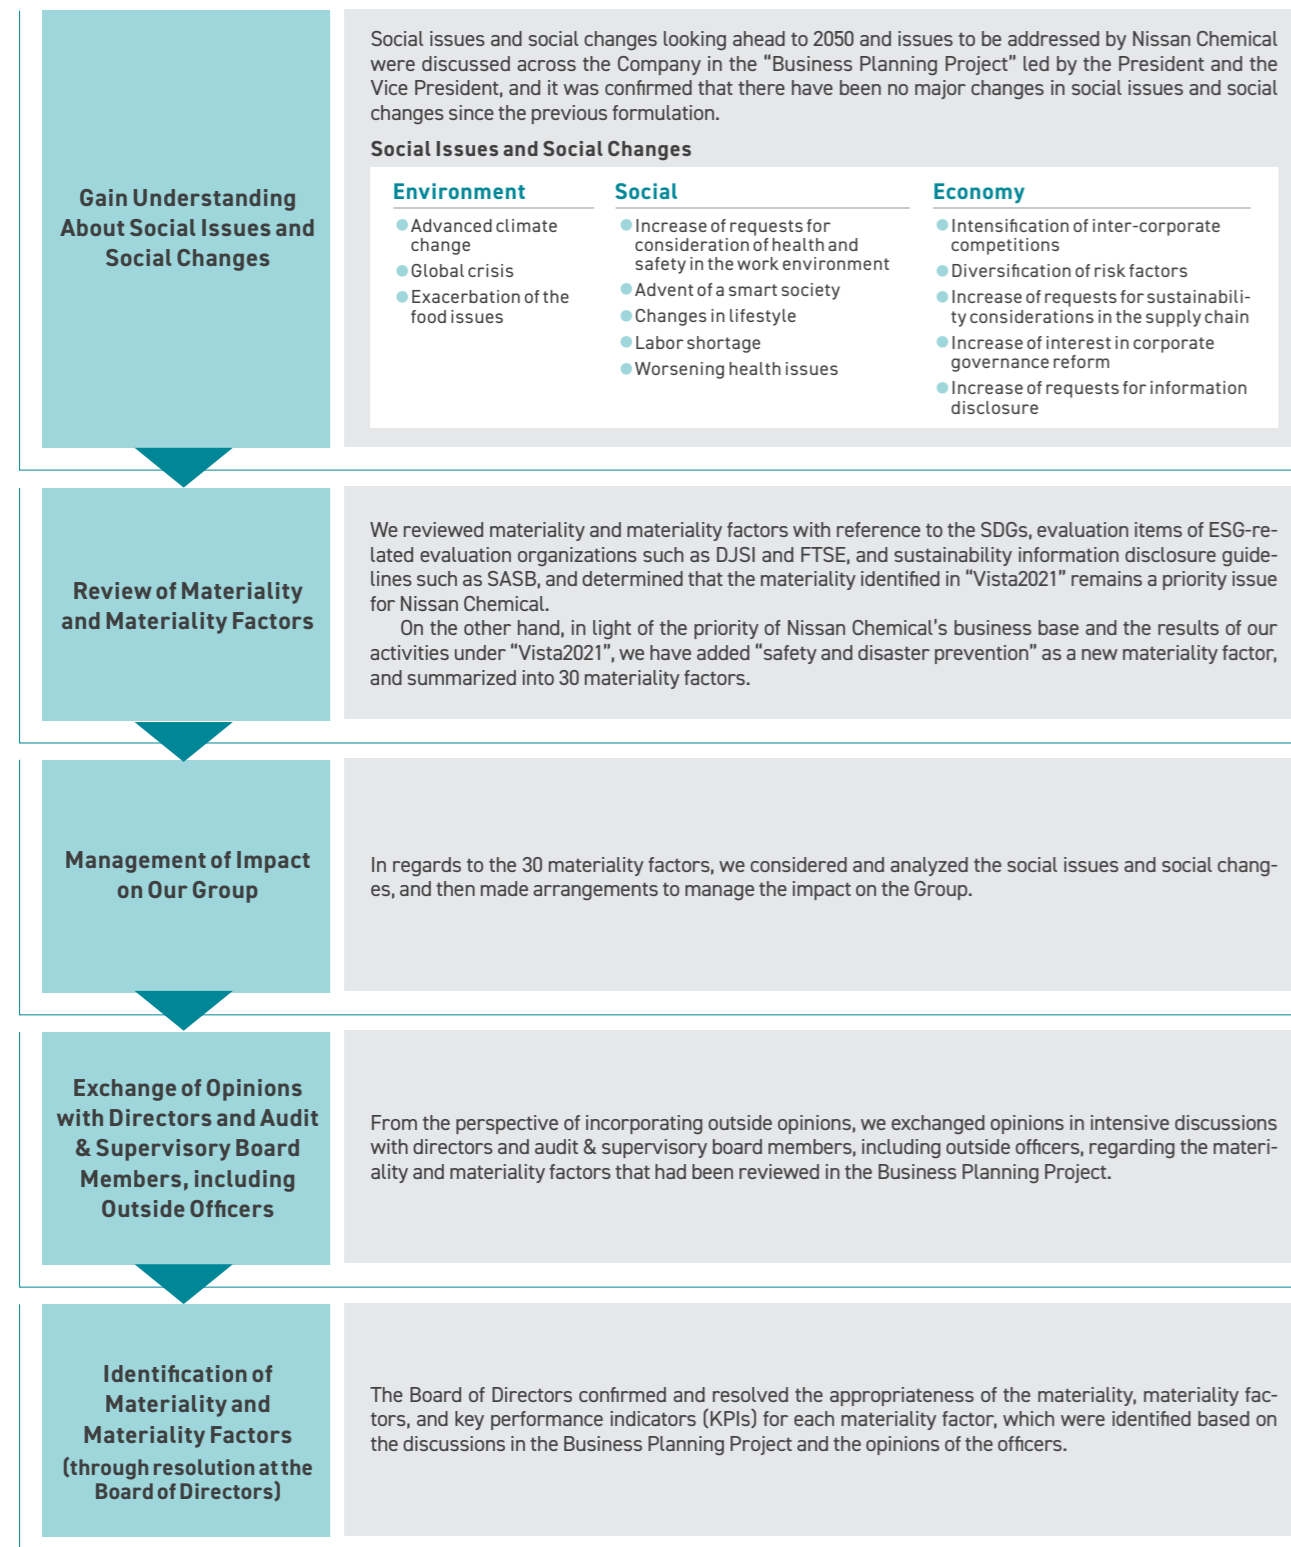 Gain Understanding
About Social Issues and
Social Changes
Social issues and social changes looking ahead to 2050 and issues to be addressed by Nissan Chemical
were discussed across the Company in the “Business Planning Project” led by the President and the
Vice President, and it was confirmed that there have been no major changes in social issues and social
changes since the previous formulation.
Social Issues and Social Changes
Environment
●Advanced climate
change
●Global crisis
●Exacerbation of the
food issues
Social
●Increase of requests for
consideration of health and
safety in the work environment
●Advent of a smart society
●Changes in lifestyle
●Labor shortage
●Worsening health issues
Economy
●Intensification of inter-corporate
competitions
●Diversification of risk factors
●Increase of requests for sustainabili-
ty considerations in the supply chain
●Increase of interest in corporate
governance reform
●Increase of requests for information
disclosure
Review of Materiality
and Materiality Factors
We reviewed materiality and materiality factors with reference to the SDGs, evaluation items of ESG-re-
lated evaluation organizations such as DJSI and FTSE, and sustainability information disclosure guide-
lines such as SASB, and determined that the materiality identified in “Vista2021” remains a priority issue
for Nissan Chemical.
On the other hand, in light of the priority of Nissan Chemical's business base and the results of our
activities under “Vista2021”, we have added “safety and disaster prevention” as a new materiality factor,
and summarized into 30 materiality factors.
Management of Impact
on Our Group
In regards to the 30 materiality factors, we considered and analyzed the social issues and social chang-
es, and then made arrangements to manage the impact on the Group.
Exchange of Opinions
with Directors and Audit
& Supervisory Board
Members, including
Outside Officers
From the perspective of incorporating outside opinions, we exchanged opinions in intensive discussions
with directors and audit & supervisory board members, including outside officers, regarding the materi-
ality and materiality factors that had been reviewed in the Business Planning Project.
Identification of
Materiality and
Materiality Factors
(through resolution at the
Board of Directors)
The Board of Directors confirmed and resolved the appropriateness of the materiality, materiality fac-
tors, and key performance indicators (KPIs) for each materiality factor, which were identified based on
the discussions in the Business Planning Project and the opinions of the officers.